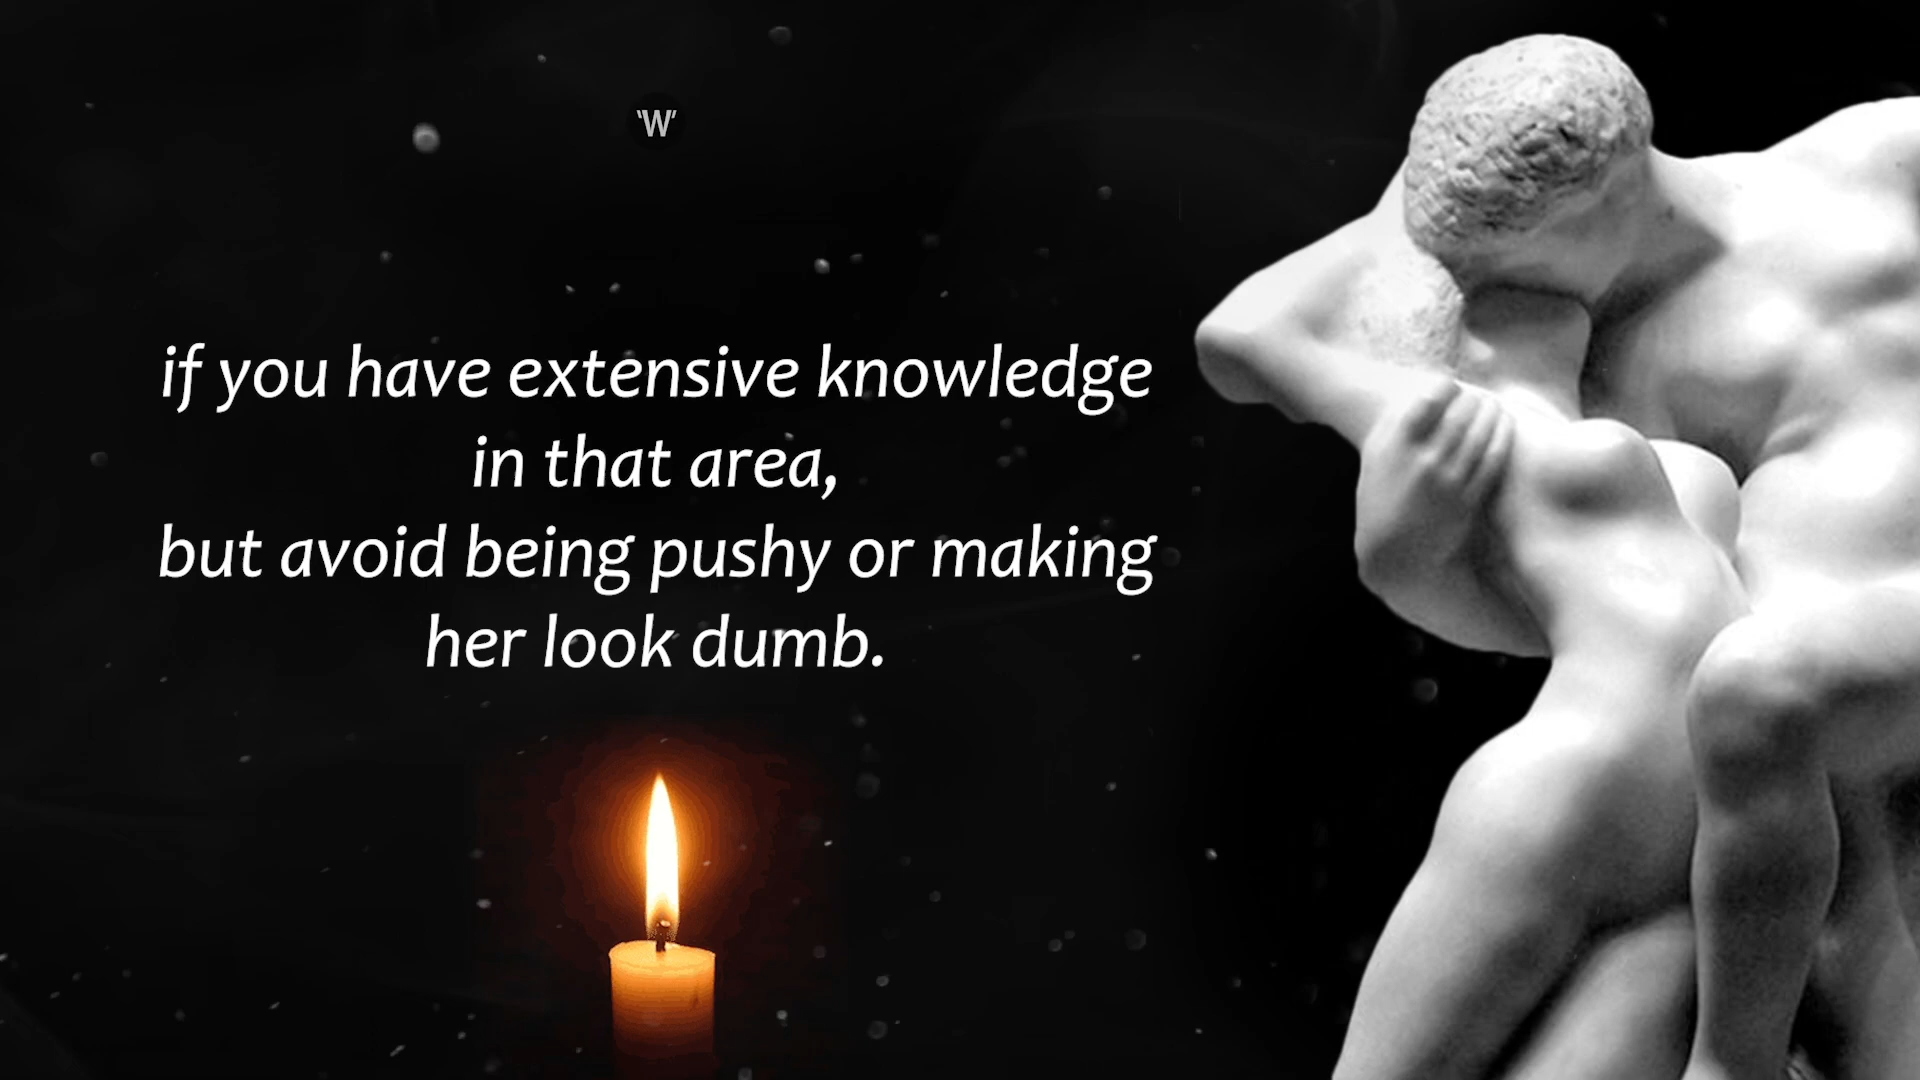 'W'
if you have extensive knowledge
in that area,
but avoid being pushy or making
her look dumb.